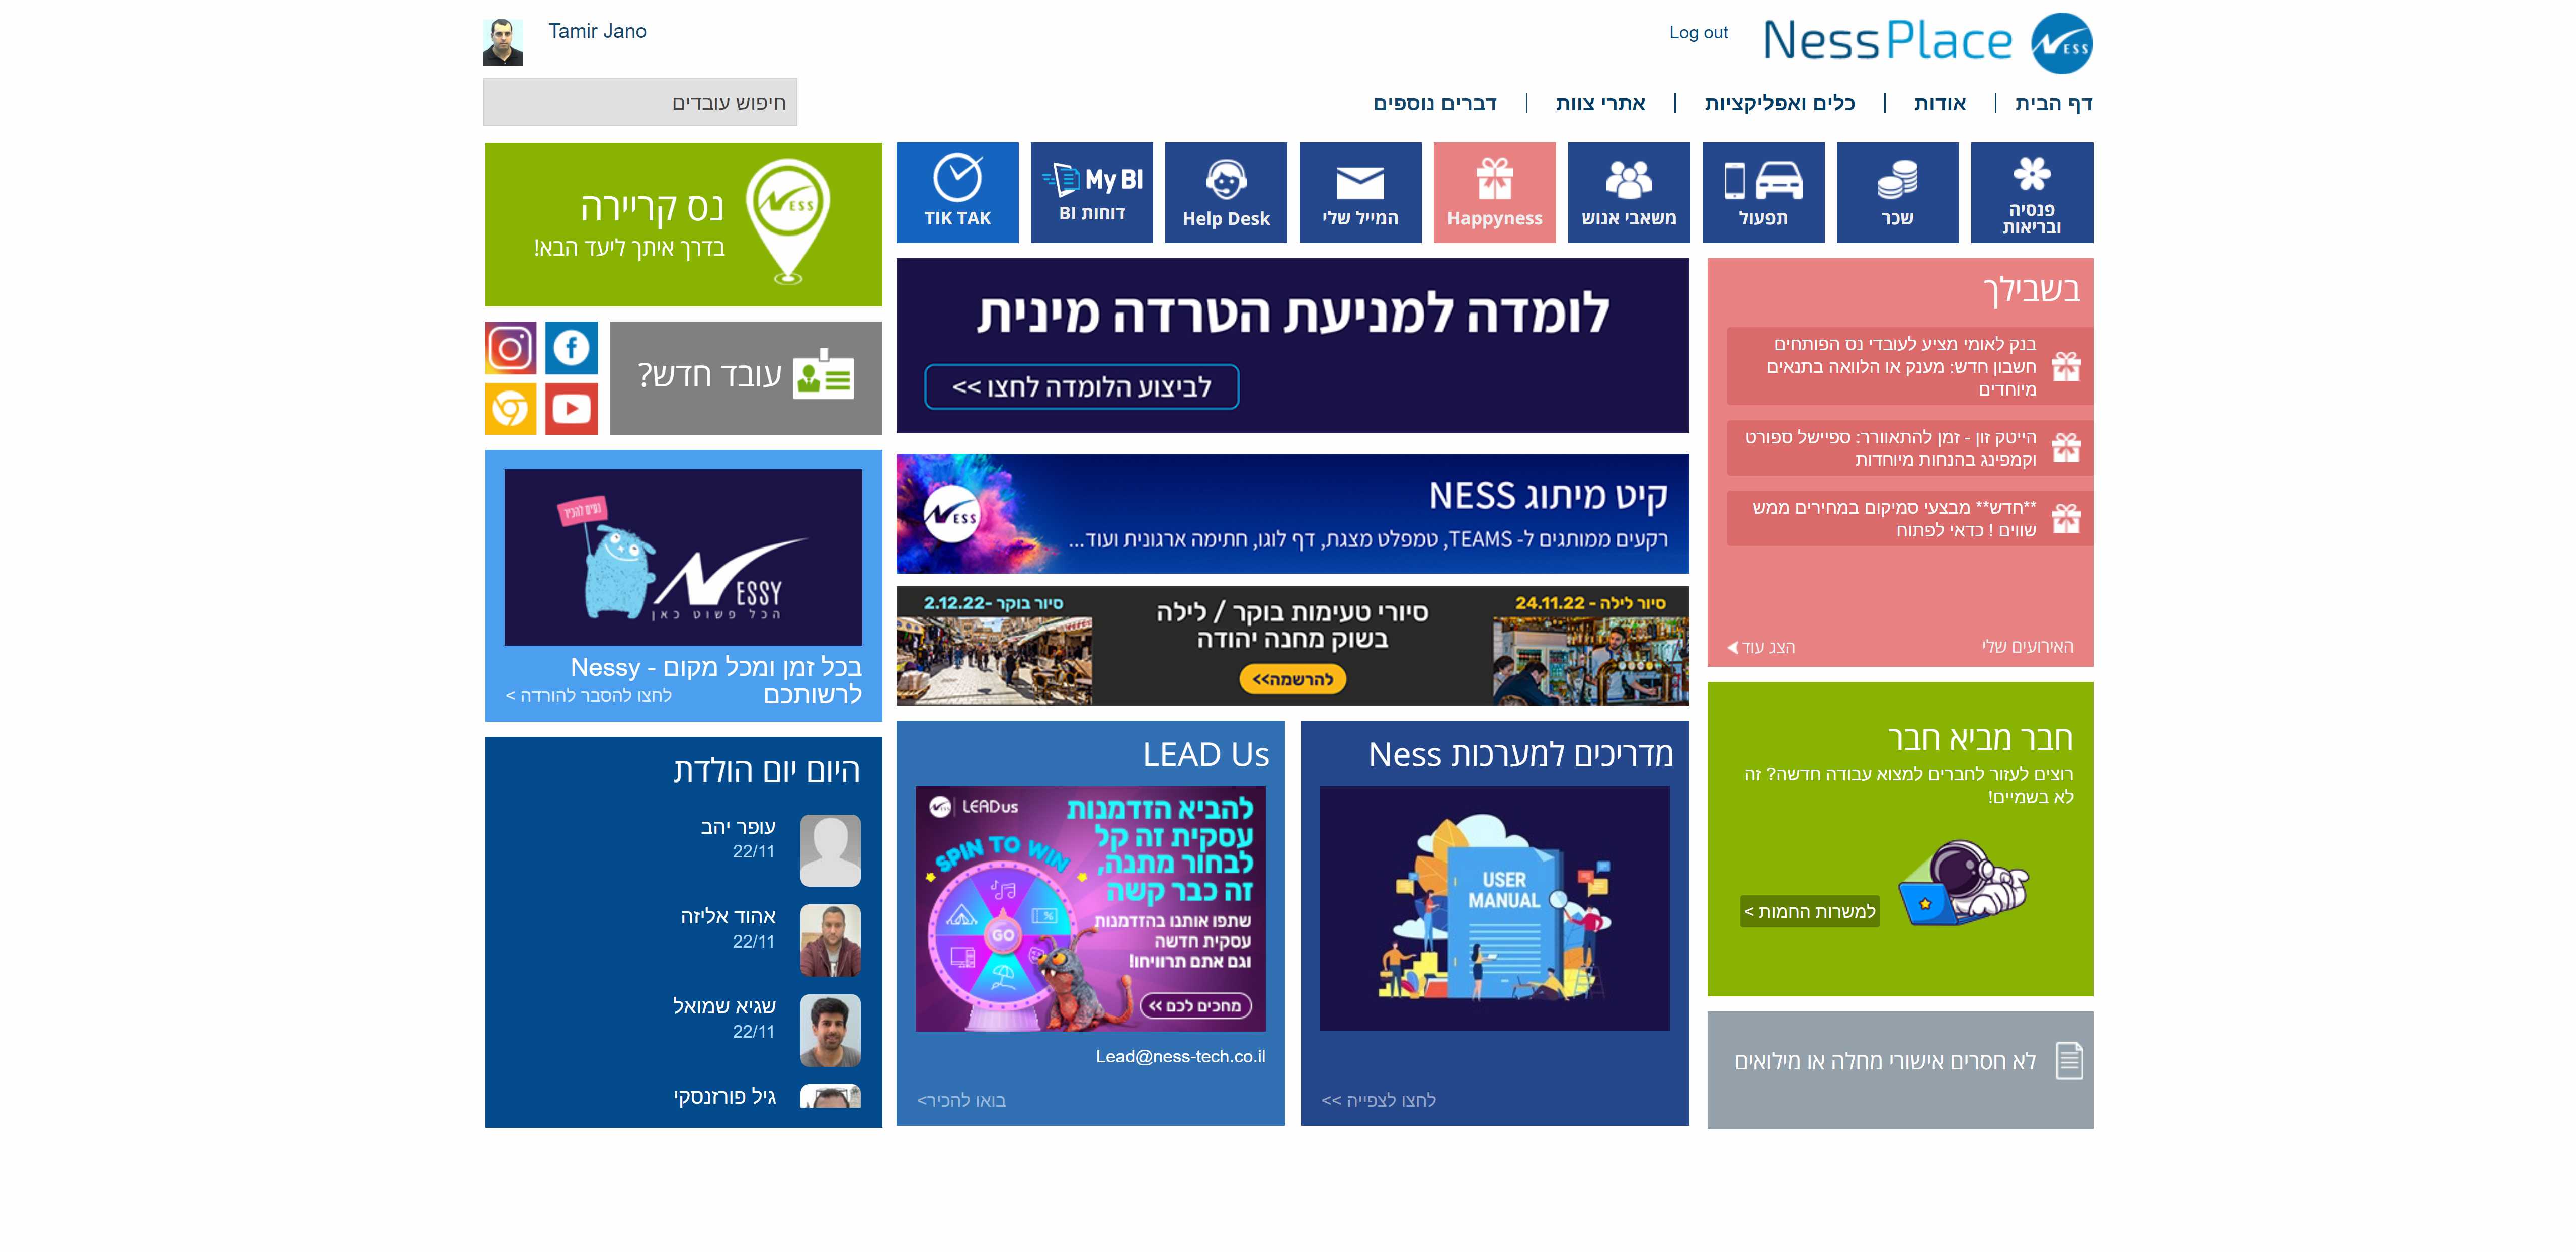 Tamir Jano
Log out
NessPlace
NESS
חיפוש עובדים
דף הבית
אודות
כלים ואפליקציות
אתרי צוות
דברים נוספים
פנסיה
ובריאות
שכר
תפעול
משאבי אנוש
Happyness
המייל שלי
Help Desk
My BI
דוחות BI
TIK TAK
NESS
נס קריירה
בדרך איתך ליעד הבא!
עובד חדש?
בשבילך
בנק לאומי מציע לעובדי נס הפותחים
חשבון חדש: מענק או הלוואה בתנאים
מיוחדים
הייטק זון - זמן להתאוורר: ספיישל ספורט
וקמפינג בהנחות מיוחדות
**חדש** מבצעי סמיקום במחירים ממש
שווים ! כדאי לפתוח
האירועים שלי
הצג עוד
לומדה למניעת הטרדה מינית
לביצוע הלומדה לחצו >>
קיט מיתוג NESS
רקעים ממותגים ל- TEAMS, טמפלט מצגת, דף לוגו, חתימה ארגונית ועוד...
NESS
סיור לילה - 24.11.22
סיורי טעימות בוקר / לילה
בשוק מחנה יהודה
להרשמה>>
סיור בוקר -2.12.22
נעים להכיר
NESSY
הכל פשוט כאן
בכל זמן ומכל מקום - Nessy
לרשותכם
לחצו להסבר להורדה >
חבר מביא חבר
רוצים לעזור לחברים למצוא עבודה חדשה? זה
לא בשמיים!
למשרות החמות >
לא חסרים אישורי מחלה או מילואים
מדריכים למערכות Ness
USER
MANUAL
לחצו לצפייה >>
LEAD Us
LEADus
להביא הזדמנות
עסקית זה קל
לבחור מתנה,
זה כבר קשה
SPIN TO WIN
GO
שתפו אותנו בהזדמנות
עסקית חדשה
וגם אתם תרוויחו!
מחכים לכם >>
Lead@ness-tech.co.il
בואו להכיר>
היום יום הולדת
עופר יהב
22/11
אהוד אליזה
22/11
שגיא שמואל
22/11
גיל פורזנסקי